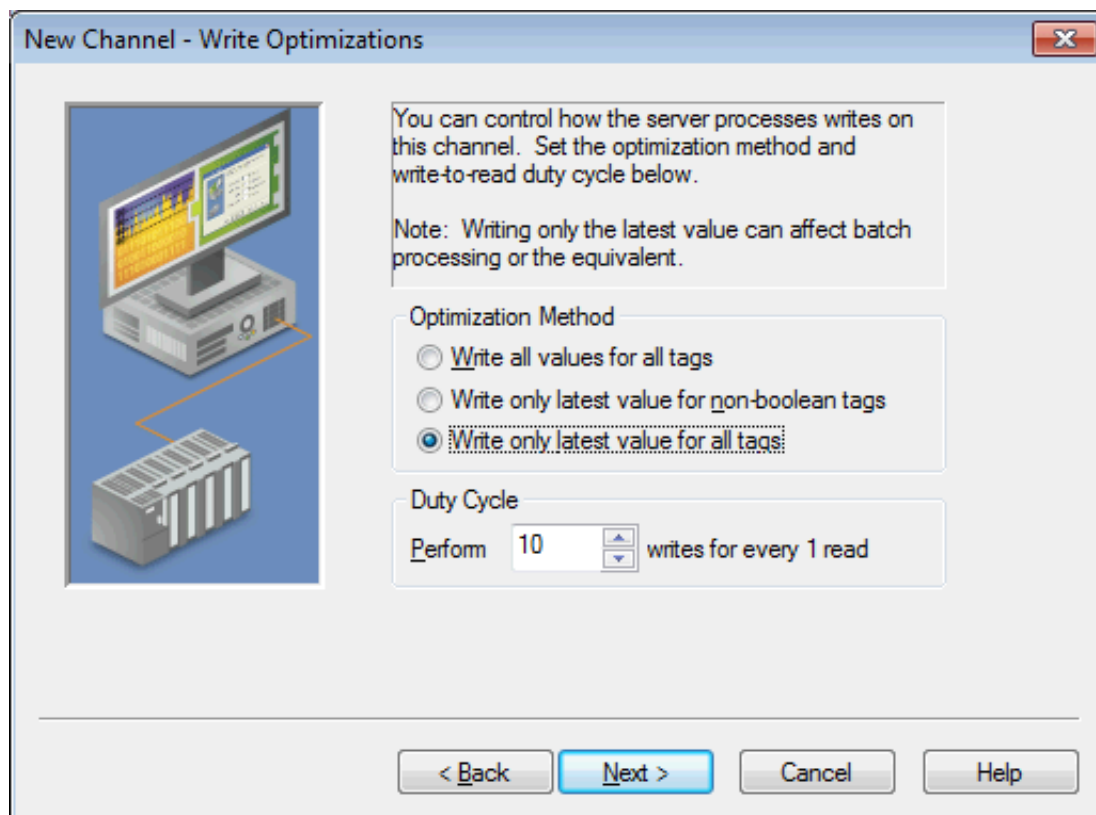 New Channel - Write Optimizations
You can control how the server processes writes on
this channel.  Set the optimization method and
write-to-read duty cycle below.
Note:  Writing only the latest value can affect batch
processing or the equivalent.
Optimization Method
Write all values for all tags
Write only latest value for non-boolean tags
Write only latest value for all tags
Duty Cycle
Perform 10 writes for every 1 read
< Back Next > Cancel Help